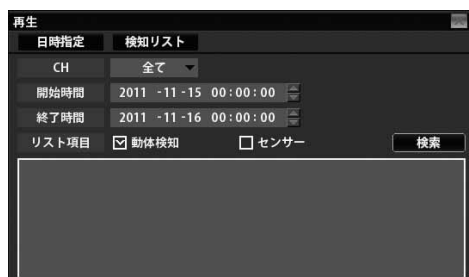 再生
日時指定 検知リスト
CH 全て
開始時間 2011 -11 -15 00 : 00 : 00
終了時間 2011 -11 -16 00 : 00 : 00
リスト項目 動体検知 センサー 検索